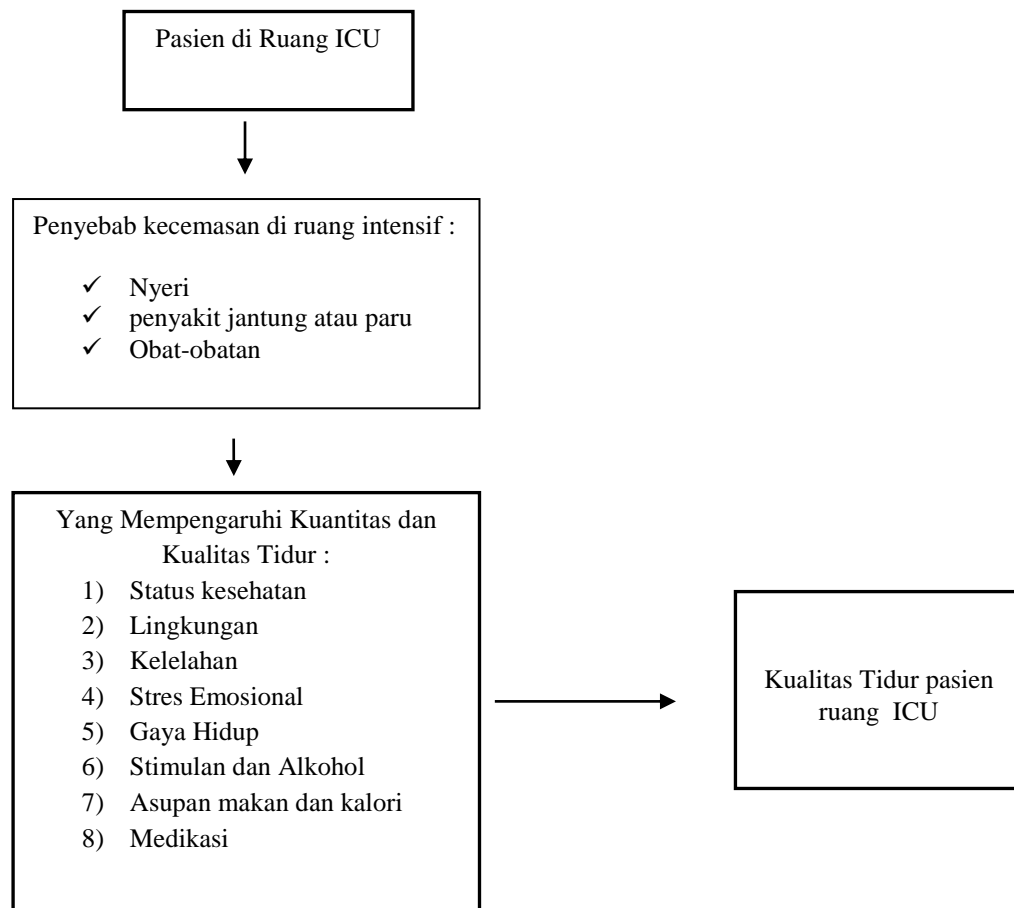 Pasien di Ruang ICU
Penyebab kecemasan di ruang intensif :
✓ Nyeri
✓ penyakit jantung atau paru
✓ Obat-obatan
Yang Mempengaruhi Kuantitas dan
Kualitas Tidur :
1) Status kesehatan
2) Lingkungan
3) Kelelahan
4) Stres Emosional
5) Gaya Hidup
6) Stimulan dan Alkohol
7) Asupan makan dan kalori
8) Medikasi
Kualitas Tidur pasien
ruang ICU